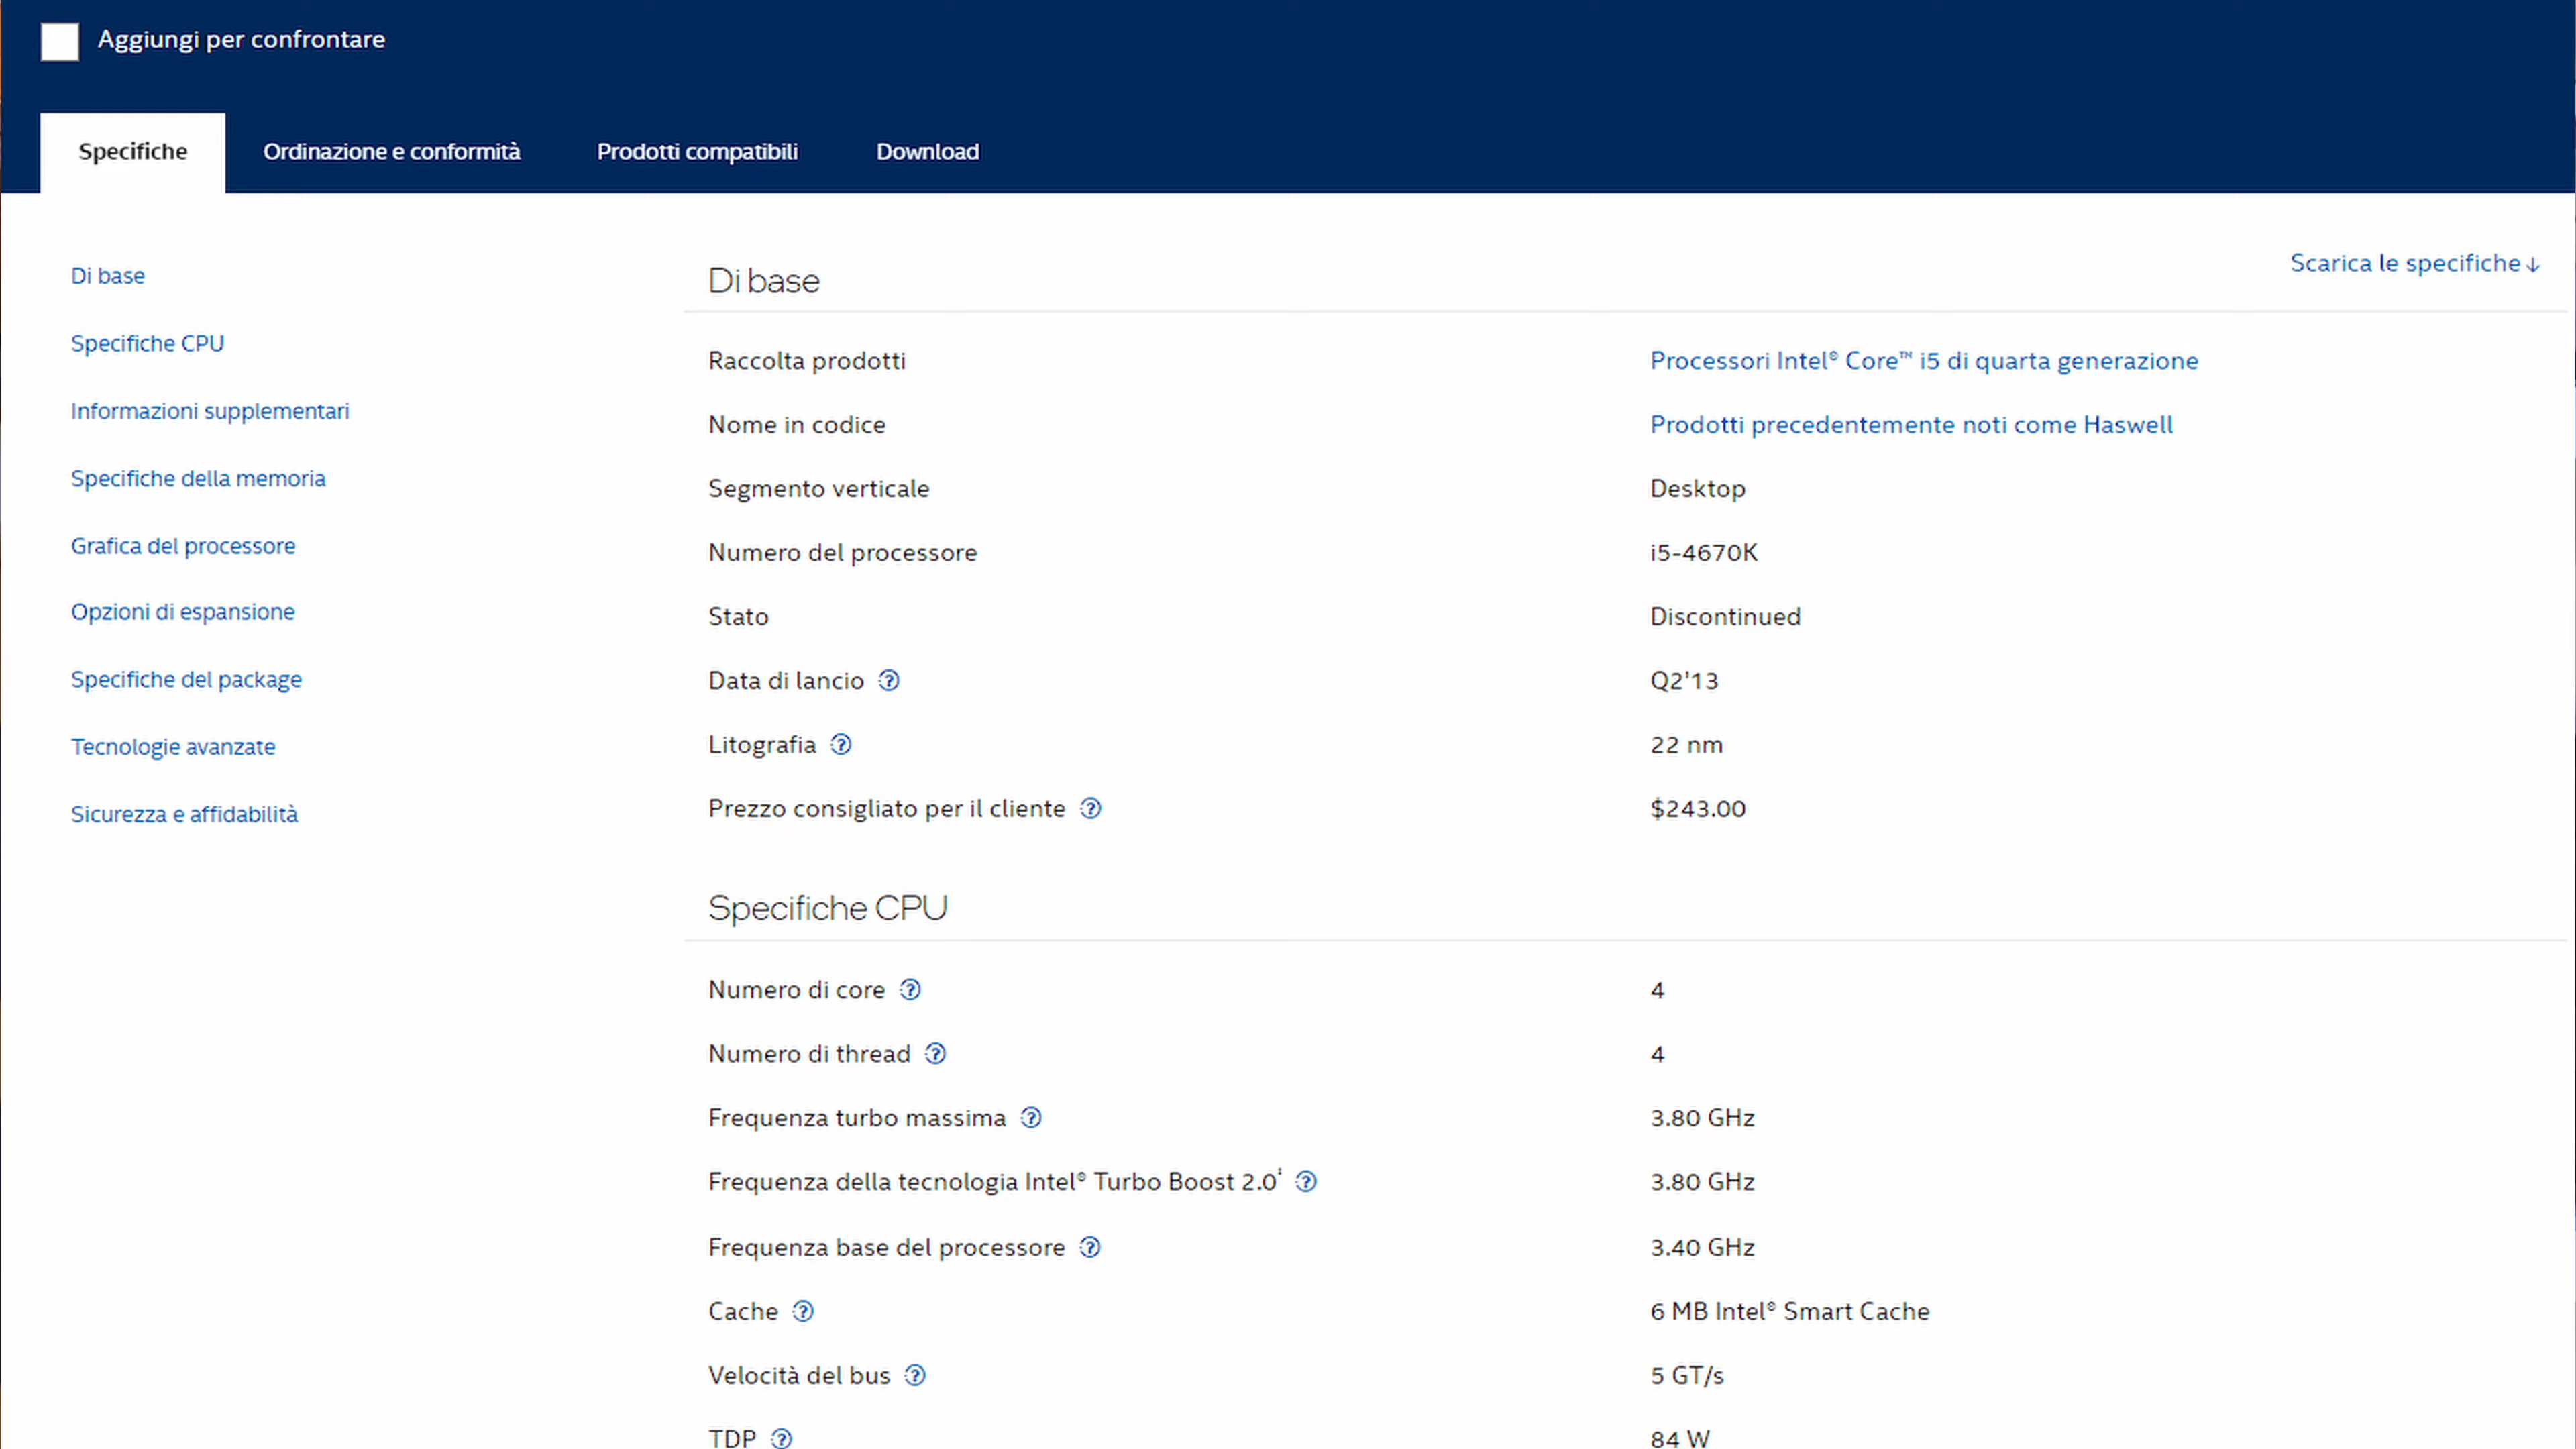 Aggiungi per confrontare
Specifiche Ordinazione e conformità Prodotti compatibili Download
Di base
Specifiche CPU
Informazioni supplementari
Specifiche della memoria
Grafica del processore
Opzioni di espansione
Specifiche del package
Tecnologie avanzate
Sicurezza e affidabilità
Scarica le specifiche↓
Di base
Raccolta prodotti Processori Intel® Core™ i5 di quarta generazione
Nome in codice Prodotti precedentemente noti come Haswell
Segmento verticale Desktop
Numero del processore i5-4670K
Stato Discontinued
Data di lancio ? Q2'13
Litografia ? 22 nm
Prezzo consigliato per il cliente ? $243.00
Specifiche CPU
Numero di core ? 4
Numero di thread ? 4
Frequenza turbo massima ? 3.80 GHz
Frequenza della tecnologia Intel® Turbo Boost 2.0‡ ? 3.80 GHz
Frequenza base del processore ? 3.40 GHz
Cache ? 6 MB Intel® Smart Cache
Velocità del bus ? 5 GT/s
TDP ? 84 W